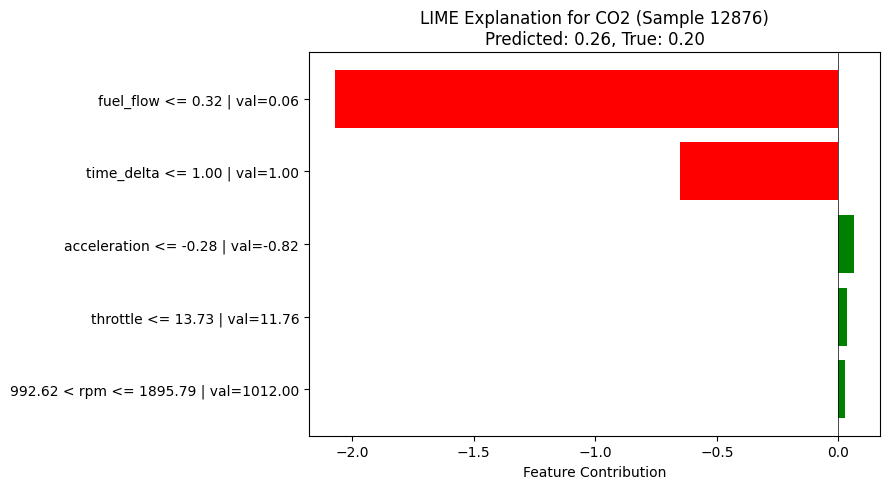 LIME Explanation for CO2 (Sample 12876)
Predicted: 0.26, True: 0.20
fuel_flow <= 0.32 | val=0.06
time_delta <= 1.00 | val=1.00
acceleration <= -0.28 | val=-0.82
throttle <= 13.73 | val=11.76
992.62 < rpm <= 1895.79 | val=1012.00
−2.0 −1.5 −1.0 −0.5 0.0
Feature Contribution